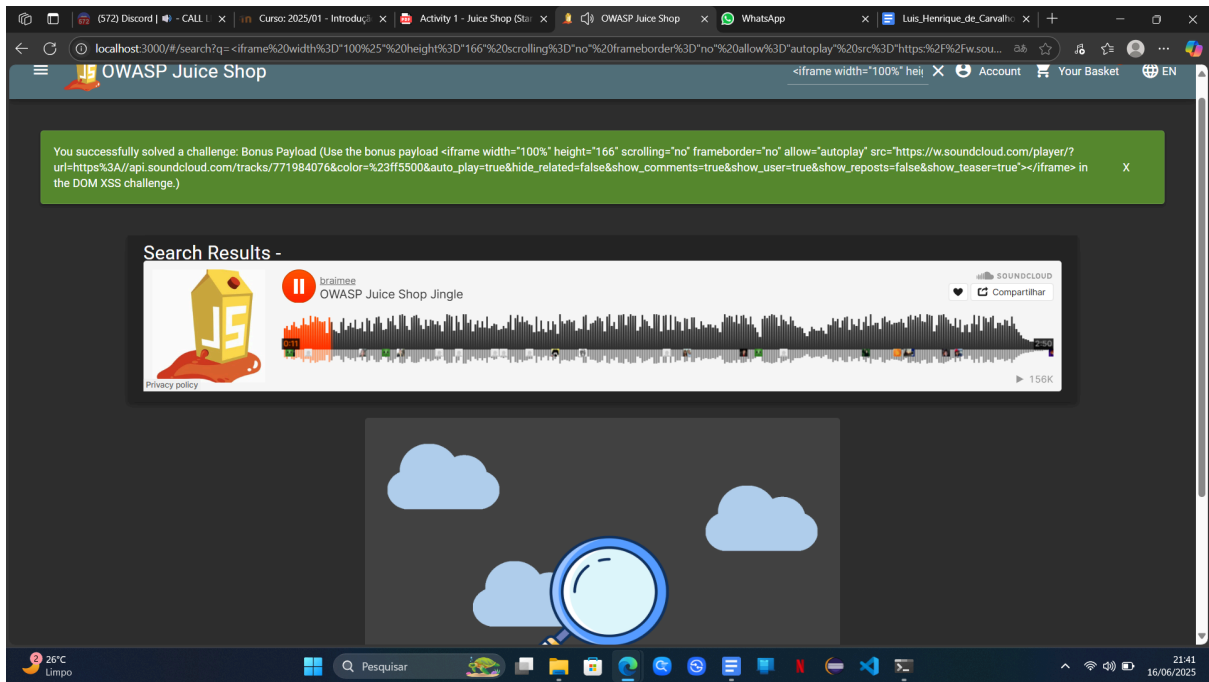 (572) Discord | - CALL L
Curso: 2025/01 - Introduçã
Activity 1 - Juice Shop (Star
OWASP Juice Shop
WhatsApp
Luis_Henrique_de_Carvalho
localhost:3000/#/search?q=<iframe%20width%3D"100%25"%20height%3D"166"%20scrolling%3D"no"%20frameborder%3D"no"%20allow%3D"autoplay"%20src%3D"https:%2F%2Fw.sou...
OWASP Juice Shop
<iframe width="100%" heig
Account
Your Basket
EN
You successfully solved a challenge: Bonus Payload (Use the bonus payload <iframe width="100%" height="166" scrolling="no" frameborder="no" allow="autoplay" src="https://w.soundcloud.com/player/?
url=https%3A//api.soundcloud.com/tracks/771984076&color=%23ff5500&auto_play=true&hide_related=false&show_comments=true&show_user=true&show_reposts=false&show_teaser=true"></iframe> in
the DOM XSS challenge.)
X
Search Results -
JS
braimee
OWASP Juice Shop Jingle
SOUNDCLOUD
Compartilhar
0:11
2:50
Privacy policy
156K
2
26°C
Limpo
Pesquisar
21:41
16/06/2025